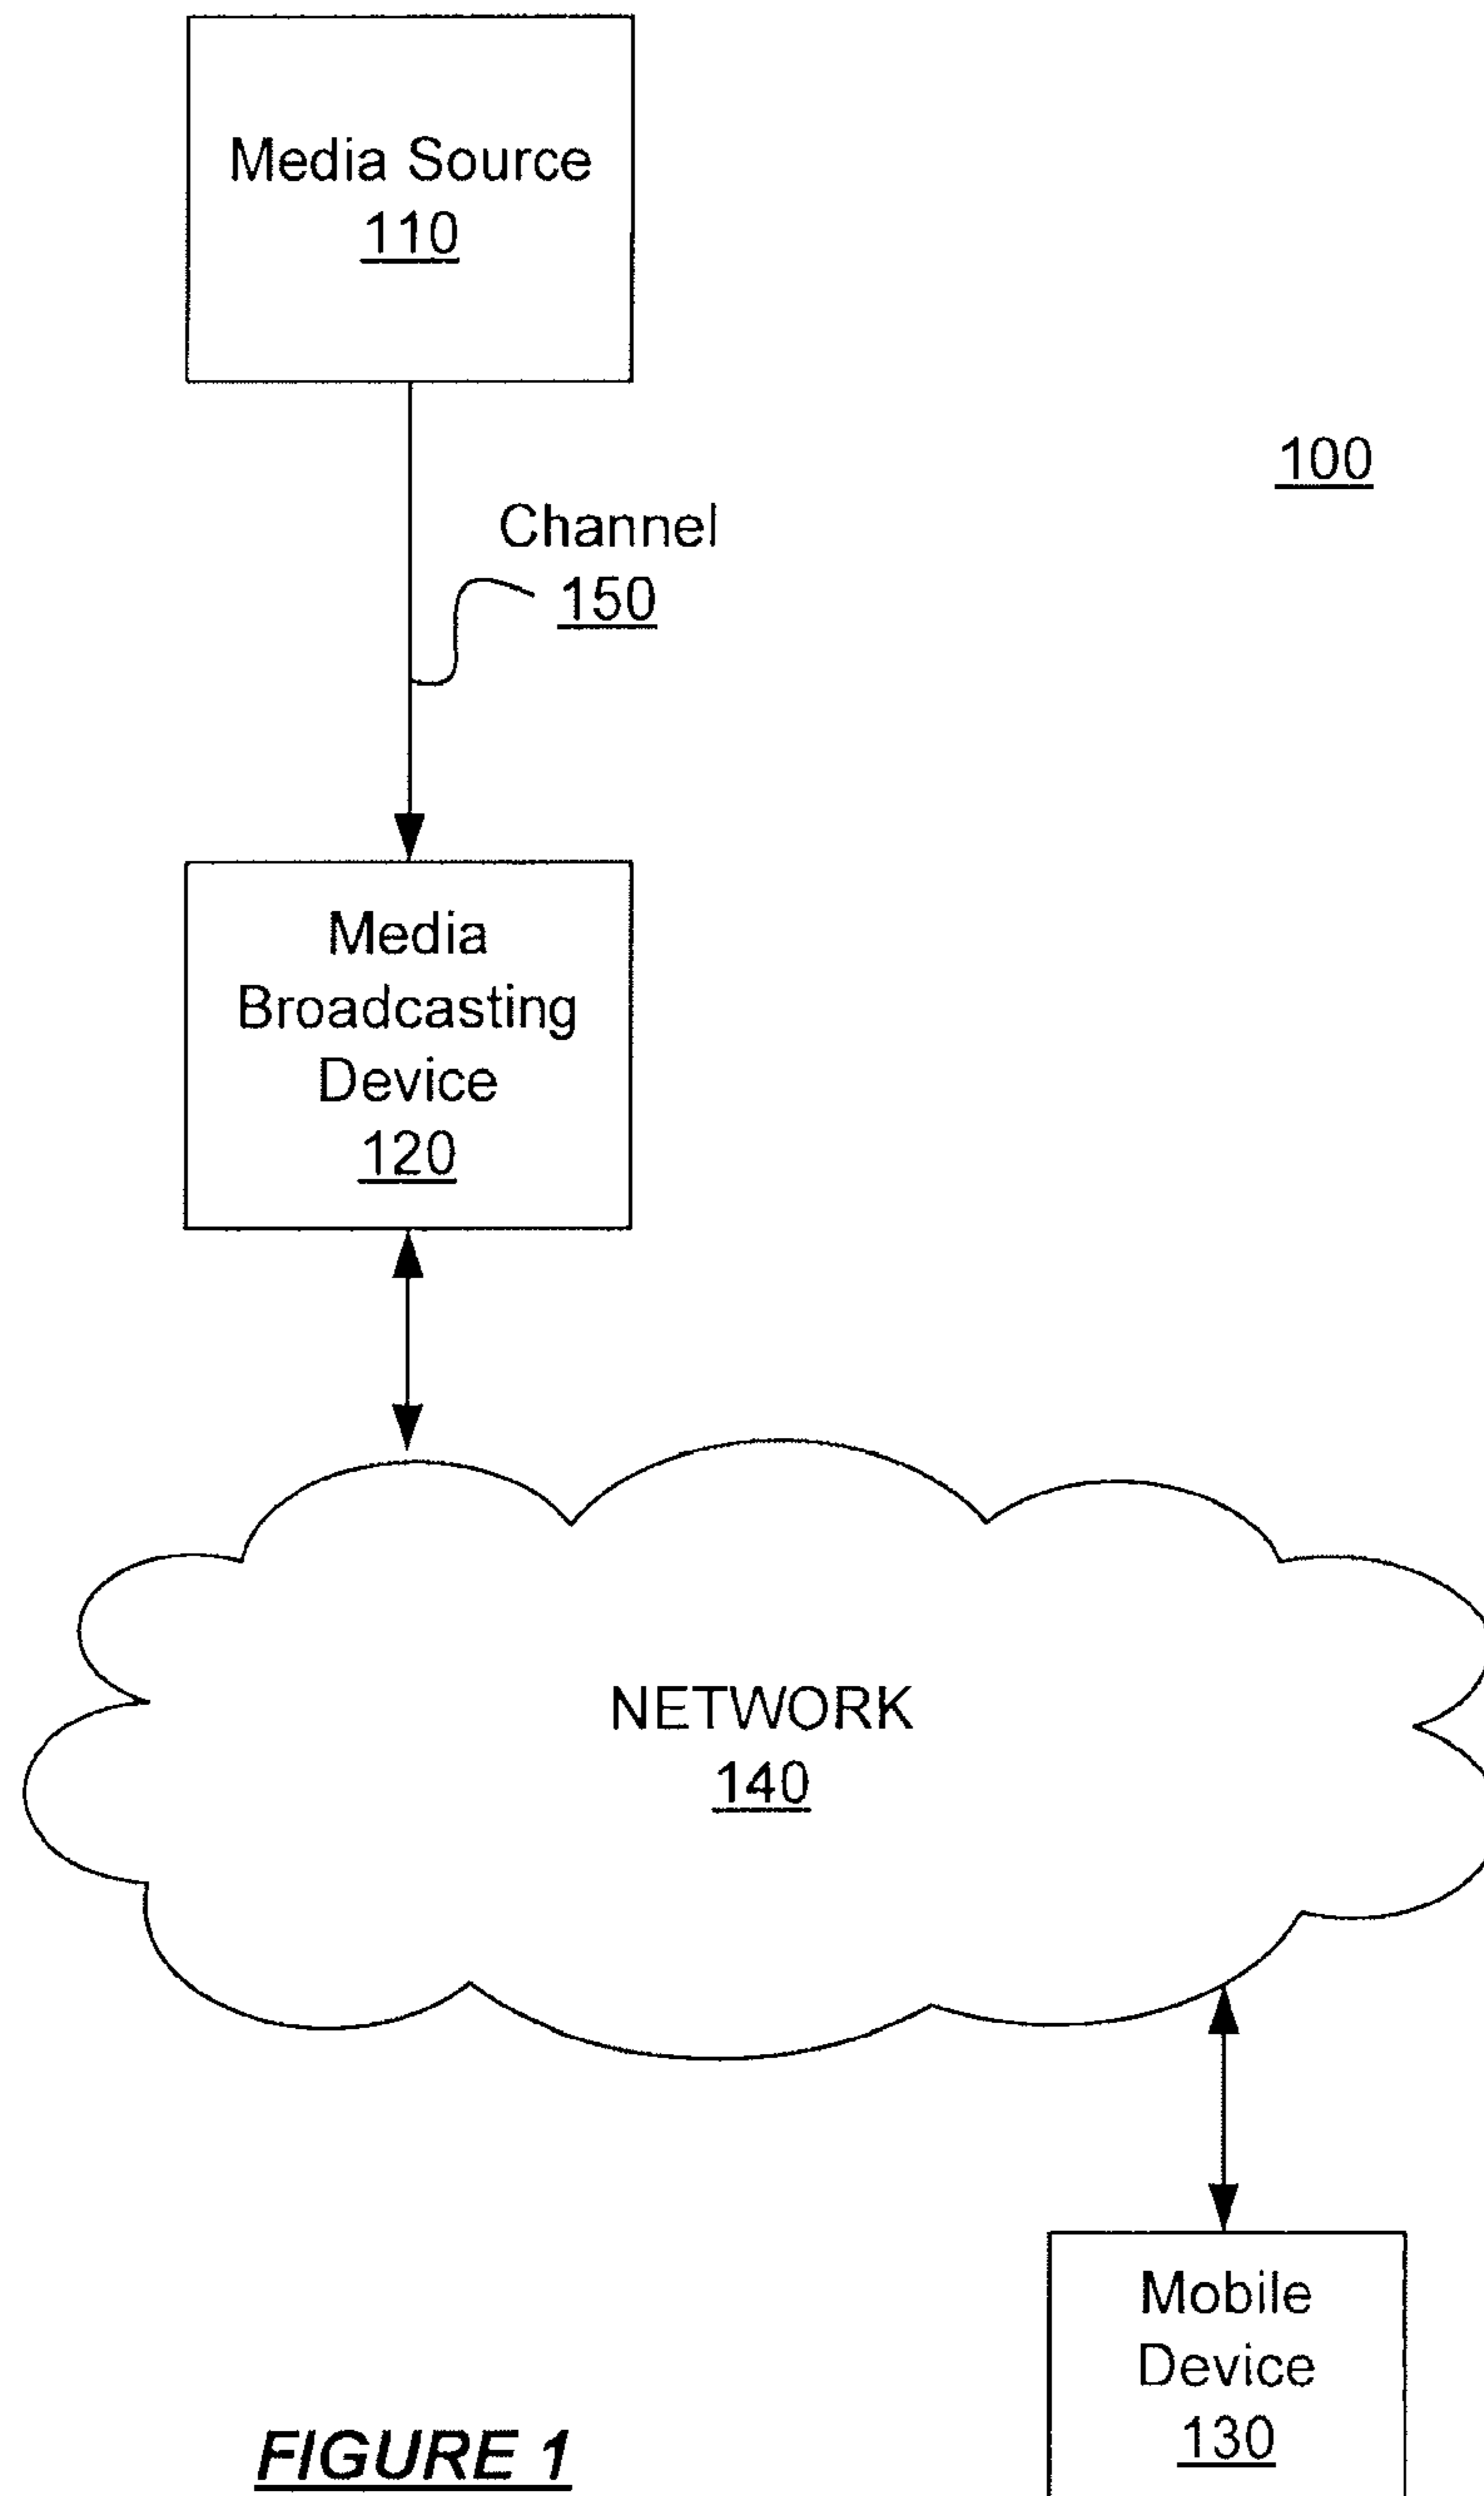 Media Source
110
100
Channel
150
Media
Broadcasting
Device
120
NETWORK
140
Mobile
Device
130
FIGURE 1